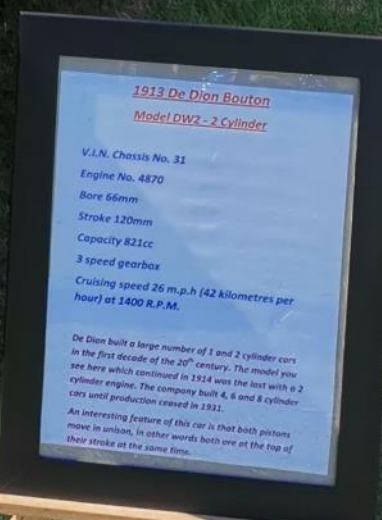 1913 De Dion Bouton
Model DW2 - 2 Cylinder
V.I.N. Chassis No. 31
Engine No. 4870
Bore 66mm
Stroke 120mm
Capacity 821cc
3 speed gearbox
Cruising speed 26 m.p.h (42 kilometres per
hour) at 1400 R.P.M.
De Dion built a large number of 1 and 2 cylinder cars
in the first decade of the 20th century. The model you
see here which continued in 1914 was the last with a 2
cylinder engine. The company built 4, 6 and 8 cylinder
cars until production ceased in 1931.
An interesting feature of this car is that both pistons
move in unison, in other words both are at the top of
their stroke at the same time.